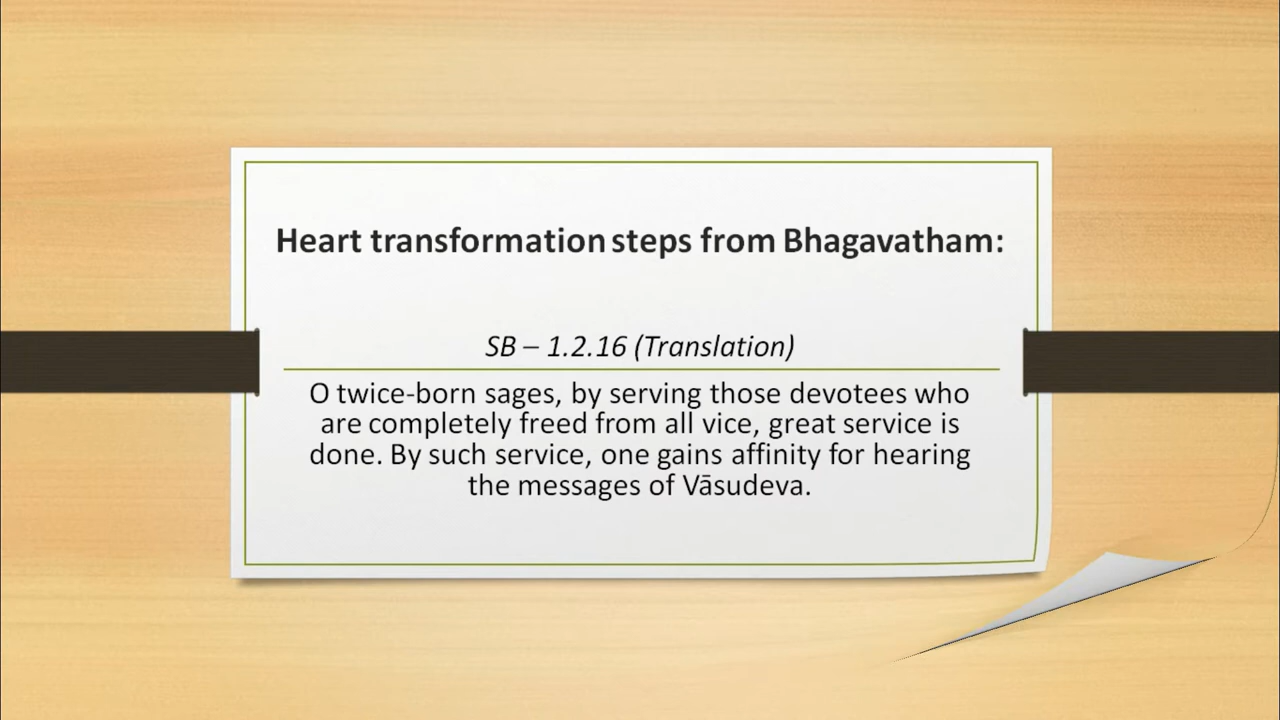 Heart transformation steps from Bhagavatham:
SB – 1.2.16 (Translation)
O twice-born sages, by serving those devotees who
are completely freed from all vice, great service is
done. By such service, one gains affinity for hearing
the messages of Vāsudeva.